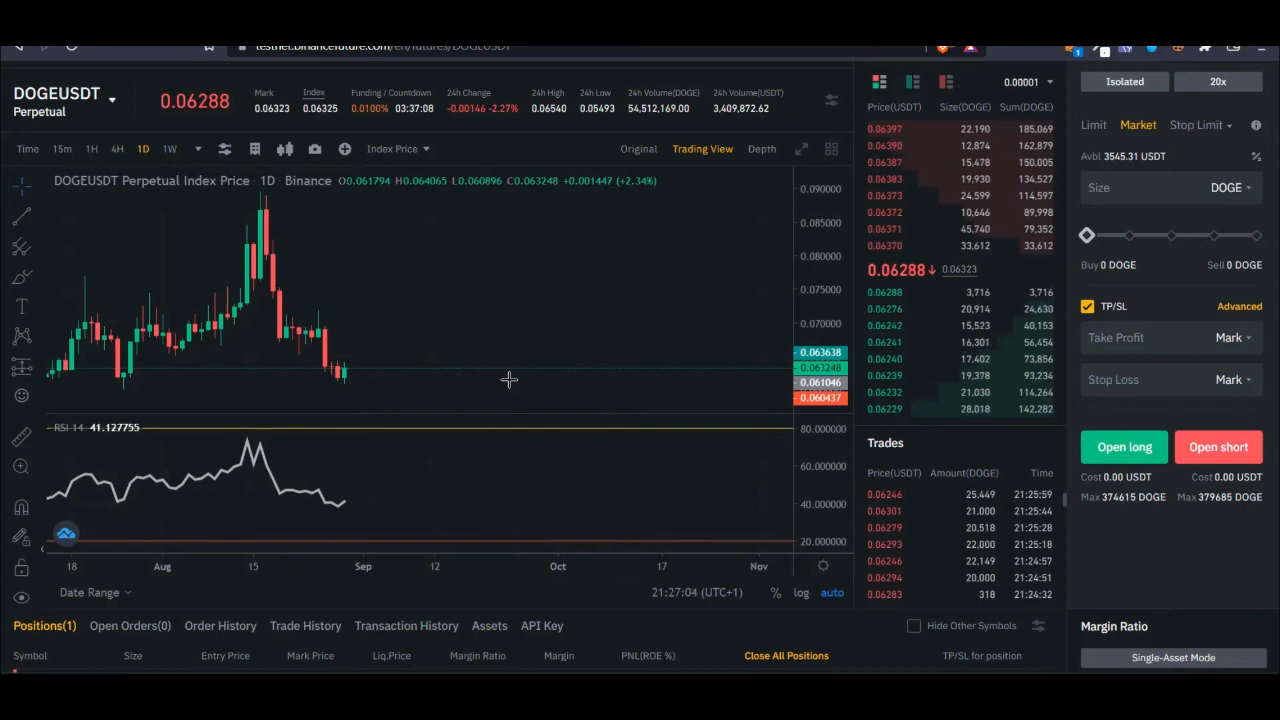 testnet.binancefuture.com/en/futures/DOGEUSDT
DOGEUSDT
Perpetual
0.06288
Mark
0.06323
Index
0.06325
Funding / Countdown
0.0100% 03:37:08
24h Change
-0.00146 -2.27%
24h High
0.06540
24h Low
0.05493
24h Volume(DOGE)
54,512,169.00
24h Volume(USDT)
3,409,872.62
Time 15m 1H 4H 1D 1W Index Price Original Trading View Depth
DOGEUSDT Perpetual Index Price · 1D · Binance O0.061794 H0.064065 L0.060896 C0.063248 +0.001447 (+2.34%)
0.090000
0.085000
0.080000
0.075000
0.070000
0.063638
0.063248
0.061046
0.060437
RSI 14 41.127755
80.000000
60.000000
40.000000
20.000000
18 Aug 15 Sep 12 Oct 17 Nov
Date Range 21:27:04 (UTC+1) % log auto
0.00001
Price(USDT) Size(DOGE) Sum(DOGE)
0.06397 22,190 185,069
0.06390 12,874 162,879
0.06387 15,478 150,005
0.06382 19,930 134,527
0.06373 24,599 114,597
0.06372 10,646 89,998
0.06371 45,740 79,352
0.06370 33,612 33,612
0.06288 0.06323
0.06288 3,716 3,716
0.06276 20,914 24,630
0.06242 15,523 40,153
0.06241 16,301 56,454
0.06240 17,402 73,856
0.06239 19,378 93,234
0.06232 21,030 114,264
0.06229 28,018 142,282
Trades
Price(USDT) Amount(DOGE) Time
0.06246 25,449 21:25:59
0.06301 21,000 21:25:44
0.06279 20,518 21:25:28
0.06293 22,000 21:25:18
0.06246 22,149 21:24:57
0.06294 20,000 21:24:51
0.06283 318 21:24:32
Isolated 20x
Limit Market Stop Limit
Avbl 3545.31 USDT
Size DOGE
Buy 0 DOGE Sell 0 DOGE
TP/SL Advanced
Take Profit Mark
Stop Loss Mark
Open long Open short
Cost 0.00 USDT Cost 0.00 USDT
Max 374615 DOGE Max 379685 DOGE
Positions(1) Open Orders(0) Order History Trade History Transaction History Assets API Key Hide Other Symbols
Symbol Size Entry Price Mark Price Liq.Price Margin Ratio Margin PNL(ROE %) Close All Positions TP/SL for position
Margin Ratio
Single-Asset Mode